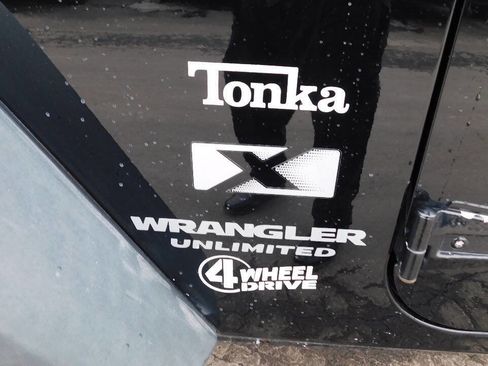 Tonka
X
WRANGLER
UNLIMITED
4 WHEEL
DRIVE